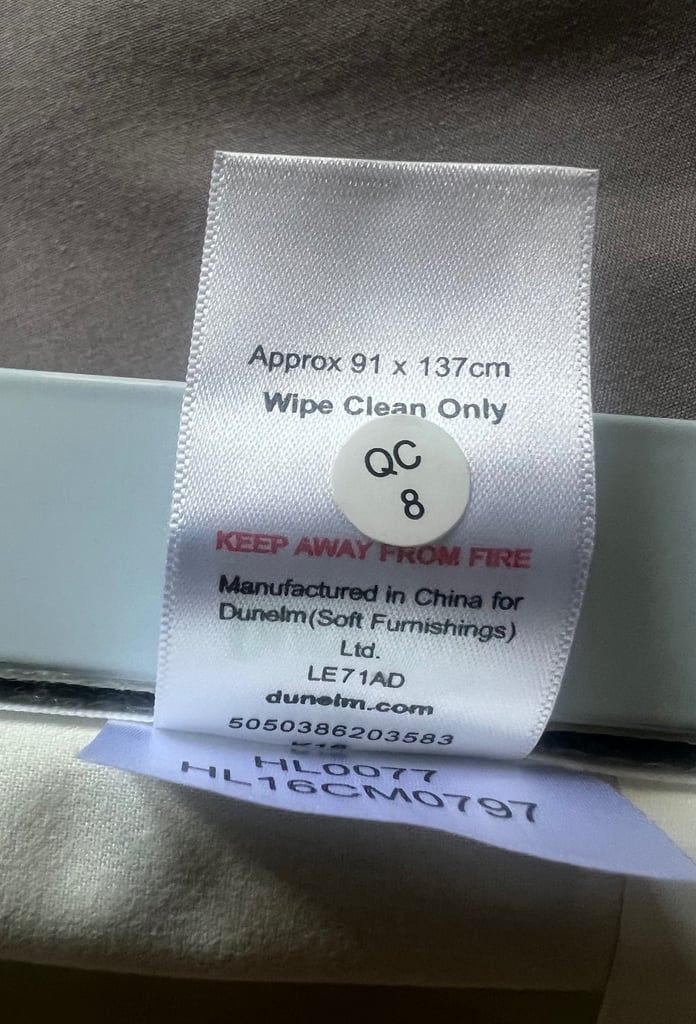 Approx 91 x 137cm
Wipe Clean Only
QC
8
KEEP AWAY FROM FIRE
Manufactured in China for
Dunelm(Soft Furnishings)
Ltd.
LE71AD
dunelm.com
5050386203583
HL0077
HL16CM0797